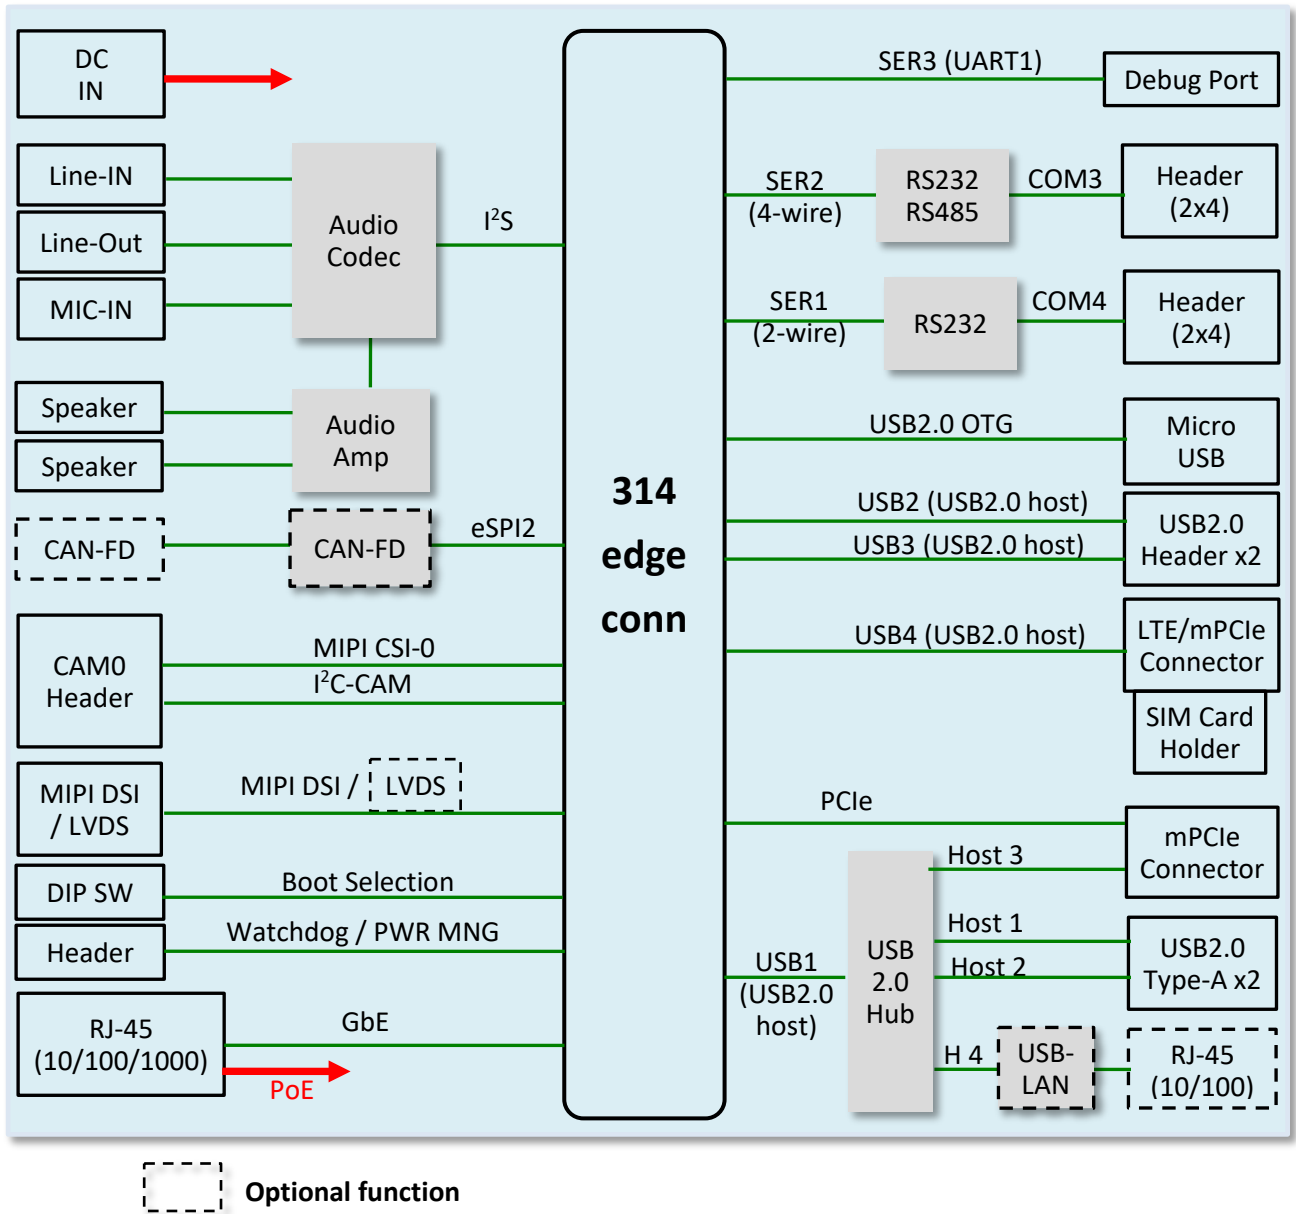 DC
IN
Line-IN
Line-Out
MIC-IN
Audio
Codec
I²S
Speaker
Speaker
Audio
Amp
CAN-FD
CAN-FD
eSPI2
CAM0
Header
MIPI CSI-0
I²C-CAM
MIPI DSI
/ LVDS
MIPI DSI / LVDS
DIP SW
Boot Selection
Header
Watchdog / PWR MNG
RJ-45
(10/100/1000)
GbE
PoE
314
edge
conn
SER3 (UART1)
Debug Port
SER2
(4-wire)
RS232
RS485
COM3
Header
(2x4)
SER1
(2-wire)
RS232
COM4
Header
(2x4)
USB2.0 OTG
Micro
USB
USB2 (USB2.0 host)
USB3 (USB2.0 host)
USB2.0
Header x2
USB4 (USB2.0 host)
LTE/mPCIe
Connector
SIM Card
Holder
PCIe
mPCIe
Connector
Host 3
Host 1
Host 2
USB2.0
Type-A x2
USB1
(USB2.0
host)
USB
2.0
Hub
H 4
USB-
LAN
RJ-45
(10/100)
Optional function